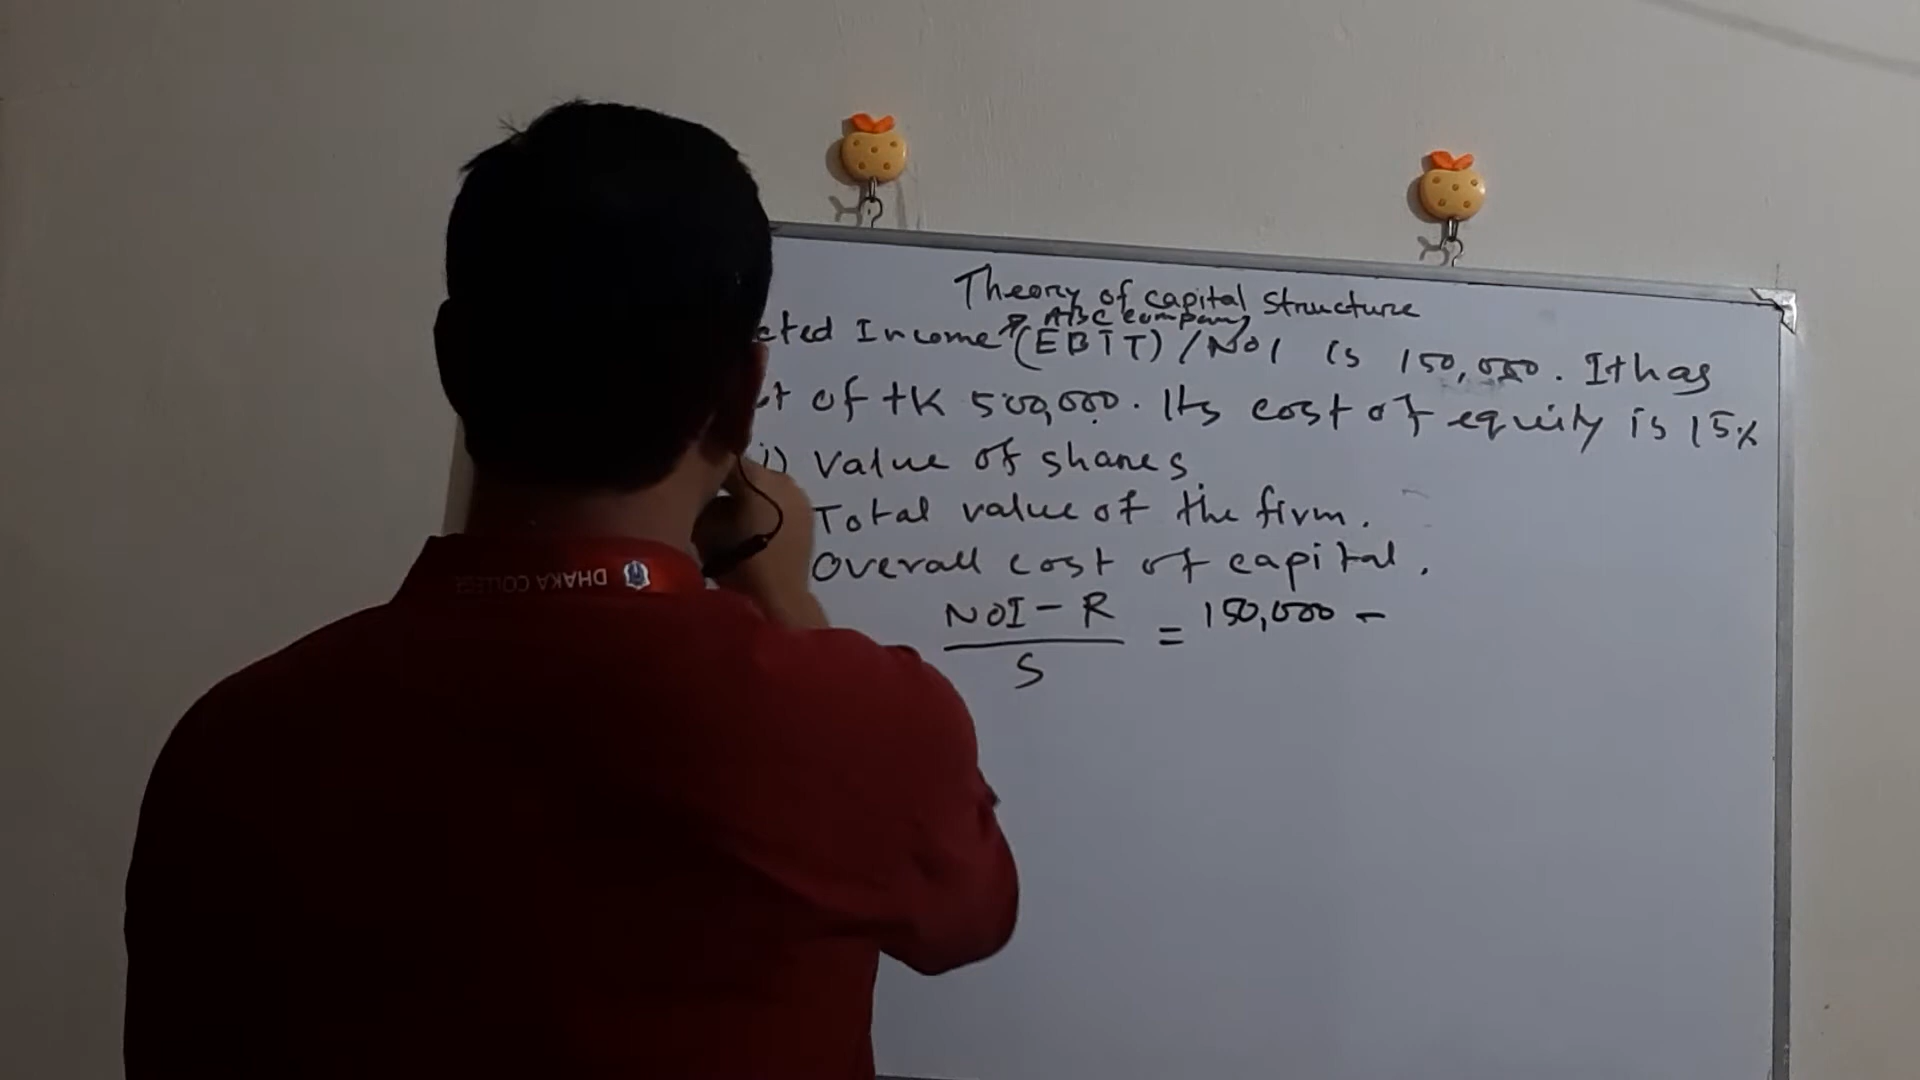 Theory of capital structure
cted Income of ABC company (EBIT)/NOI is 150,000. It has
of tK 500,000. Its cost of equity is 15%
i) Value of shares
Total value of the firm.
Overall cost of capital.
NOI - R
= 150,000 -
S
DHAKA COLLEGE